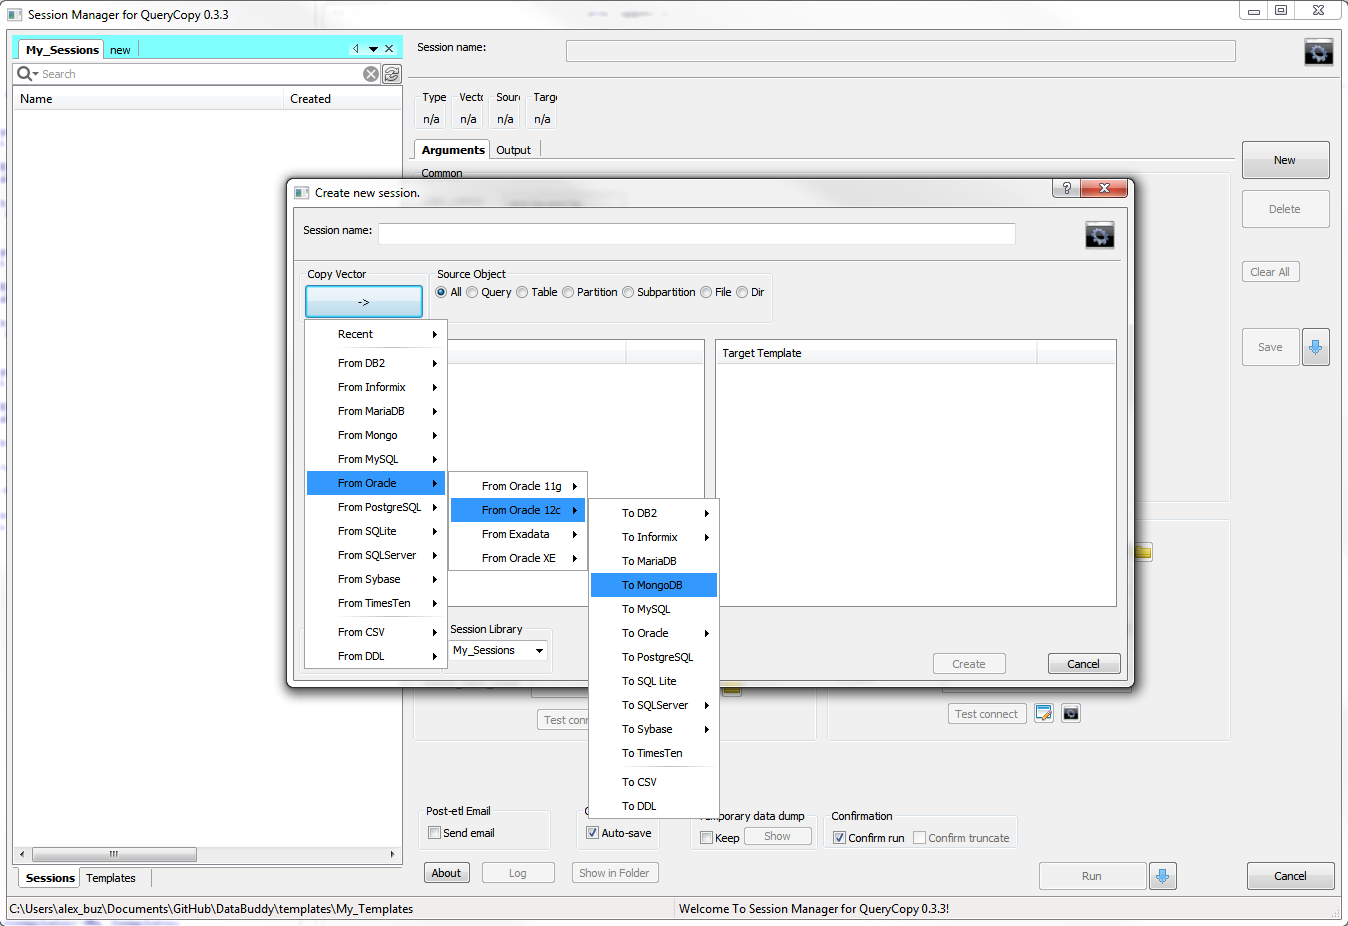 Session Manager for QueryCopy 0.3.3
My_Sessions new
Search
Name Created
Session name:
Type Vectc Sourc Targe
n/a n/a n/a n/a
Arguments Output
Common
New
Delete
Clear All
Save
Create new session.
?
Session name:
Copy Vector
->
Source Object
All Query Table Partition Subpartition File Dir
Target Template
Recent
From DB2
From Informix
From MariaDB
From Mongo
From MySQL
From Oracle
From PostgreSQL
From SQLite
From SQLServer
From Sybase
From TimesTen
From CSV
From DDL
From Oracle 11g
From Oracle 12c
From Exadata
From Oracle XE
To DB2
To Informix
To MariaDB
To MongoDB
To MySQL
To Oracle
To PostgreSQL
To SQL Lite
To SQLServer
To Sybase
To TimesTen
To CSV
To DDL
Session Library
My_Sessions
Create
Cancel
Test conn
Test connect
Post-etl Email
Send email
Auto-save
mporary data dump
Keep Show
Confirmation
Confirm run Confirm truncate
About Log Show in Folder
Run Cancel
Sessions Templates
C:\Users\alex_buz\Documents\GitHub\DataBuddy\templates\My_Templates
Welcome To Session Manager for QueryCopy 0.3.3!